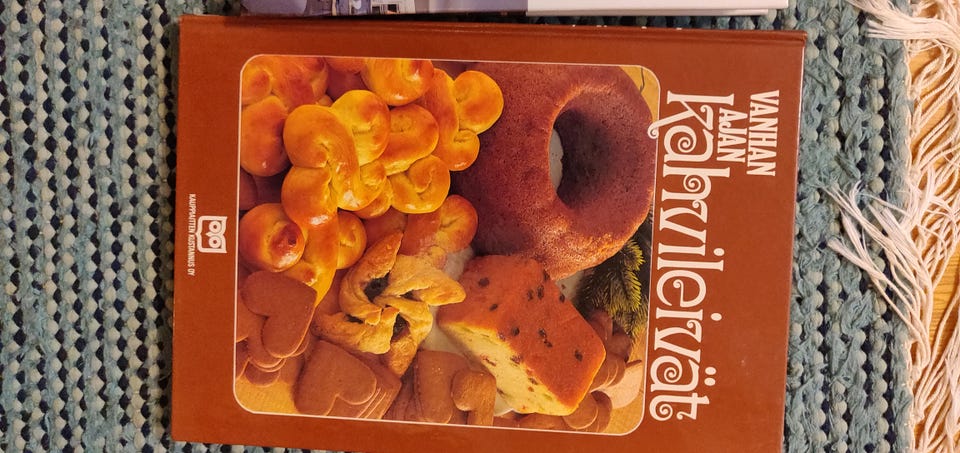 VANHAN
AJAN
Kahvileivät
KAUPPIAITTEN KUSTANNUS OY